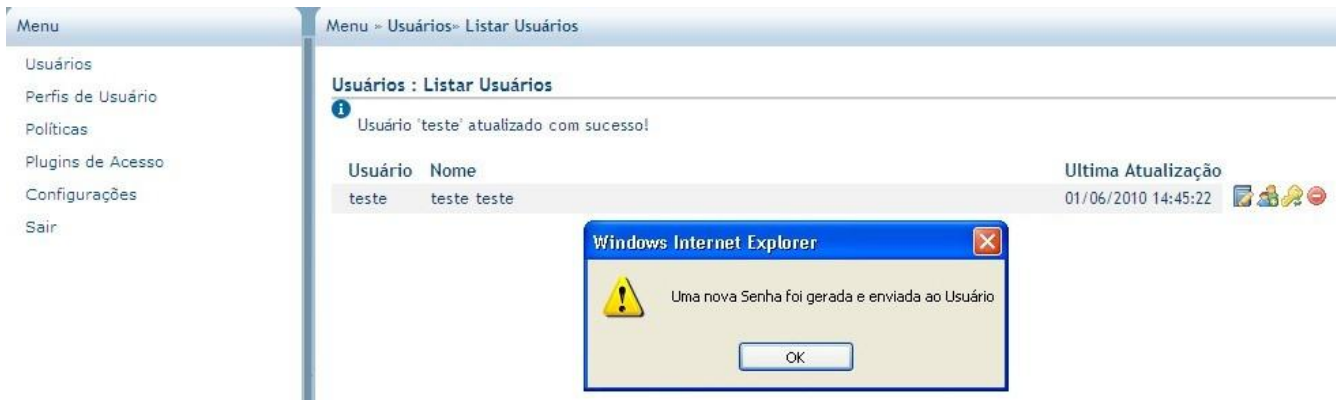 Menu
Menu » Usuários» Listar Usuários
Usuários
Perfis de Usuário
Políticas
Plugins de Acesso
Configurações
Sair
Usuários : Listar Usuários
Usuário 'teste' atualizado com sucesso!
Usuário Nome Ultima Atualização
teste teste teste 01/06/2010 14:45:22
Windows Internet Explorer
Uma nova Senha foi gerada e enviada ao Usuário
OK